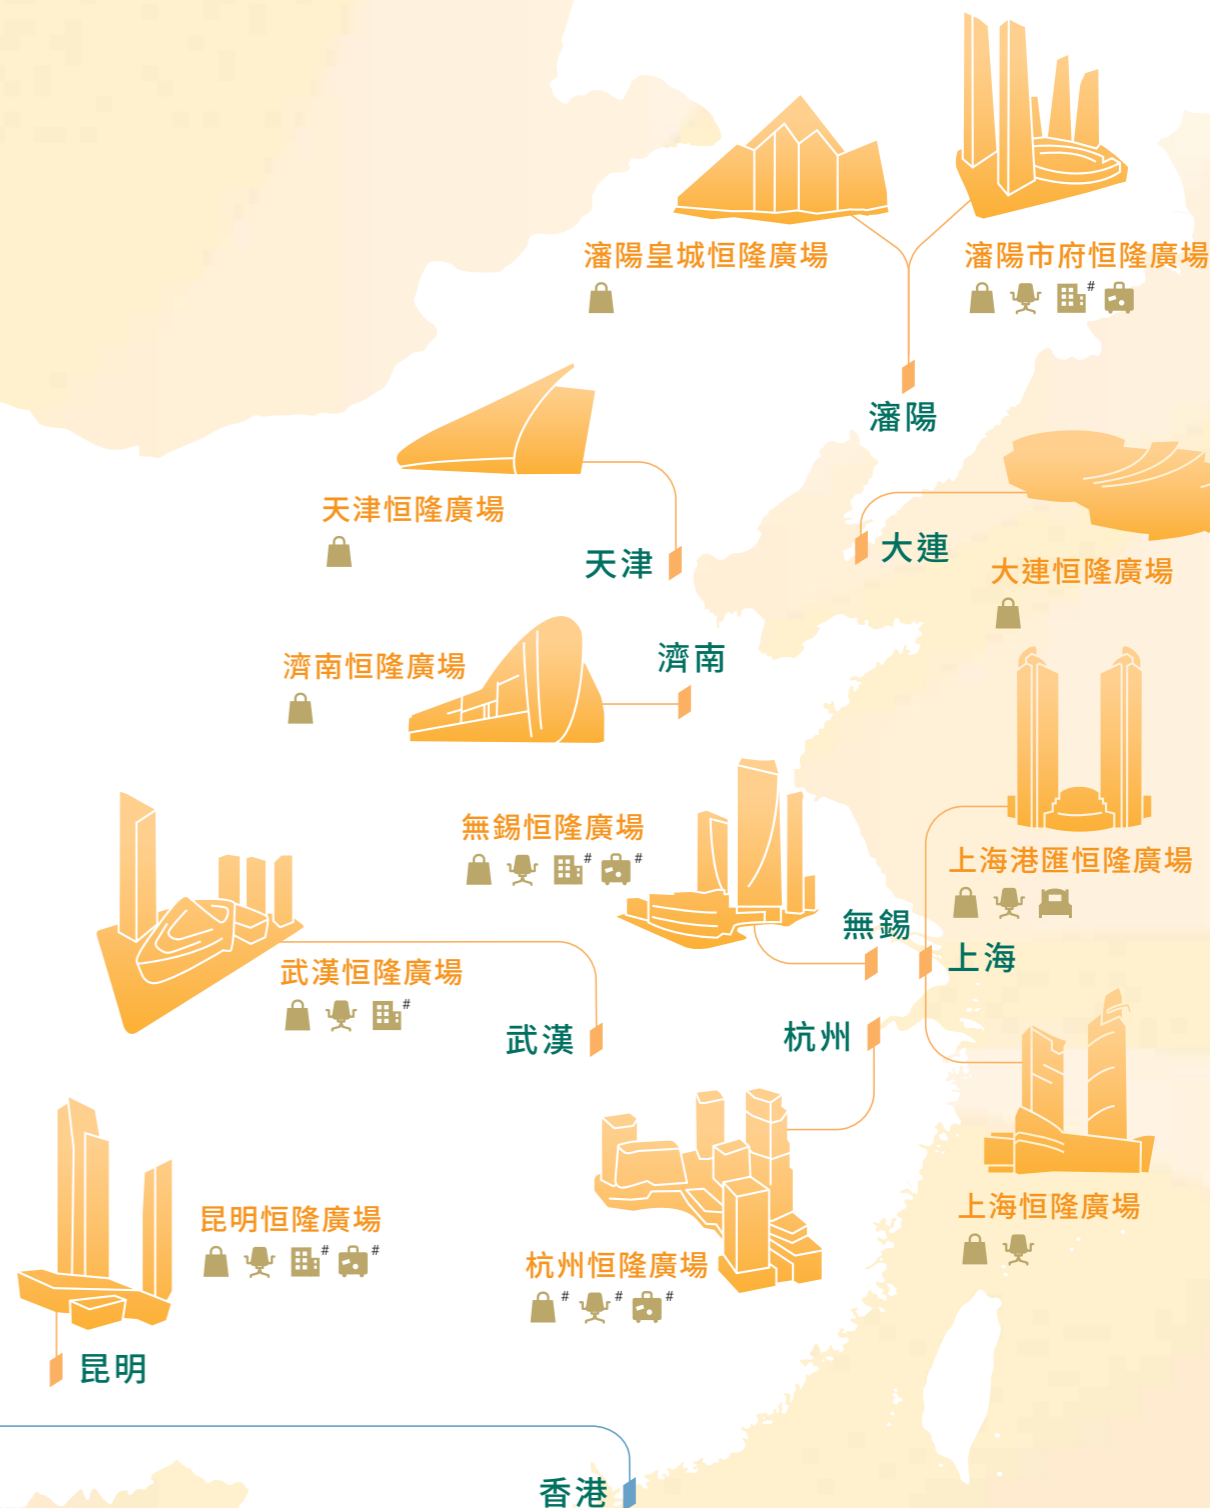 瀋陽皇城恒隆廣場
瀋陽市府恒隆廣場
#
瀋陽
天津恒隆廣場
天津
大連
大連恒隆廣場
濟南恒隆廣場
濟南
無錫恒隆廣場
# #
上海港匯恒隆廣場
無錫
上海
武漢恒隆廣場
#
武漢
杭州
上海恒隆廣場
昆明恒隆廣場
# #
杭州恒隆廣場
# # #
昆明
香港